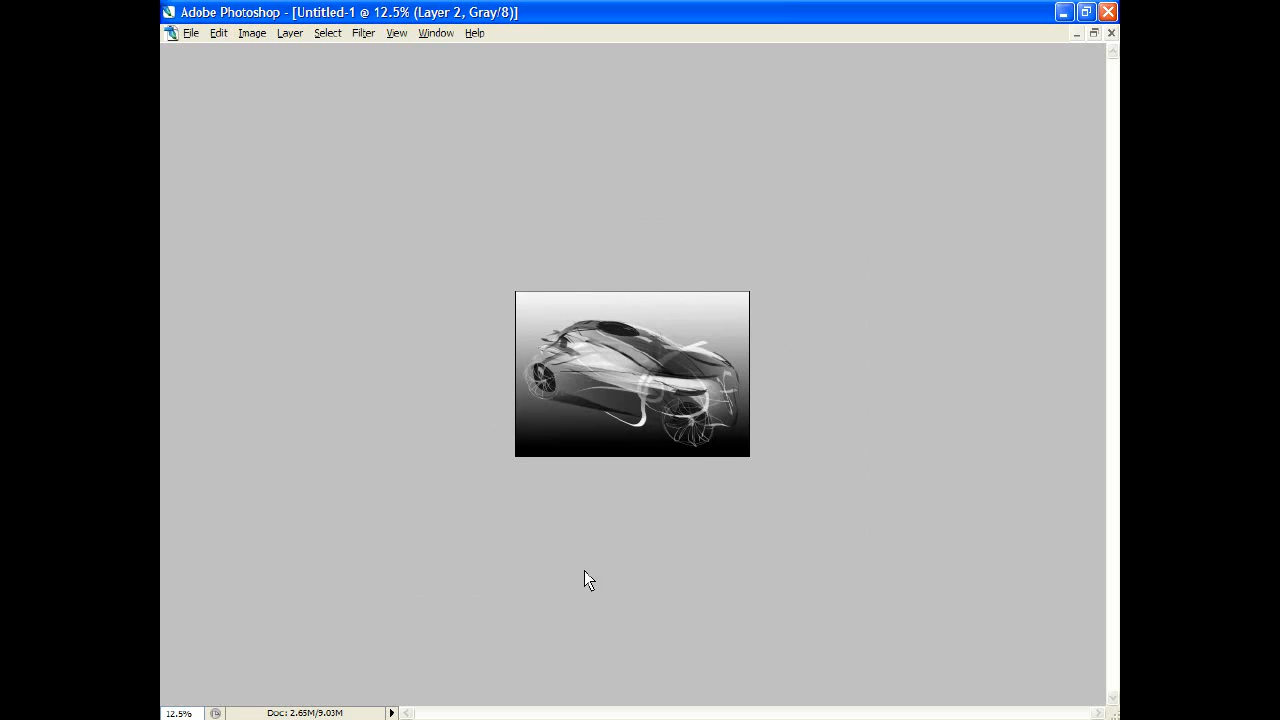 Adobe Photoshop - [Untitled-1 @ 12.5% (Layer 2, Gray/8)]
File Edit Image Layer Select Filter View Window Help
12.5% Doc: 2.65M/9.03M